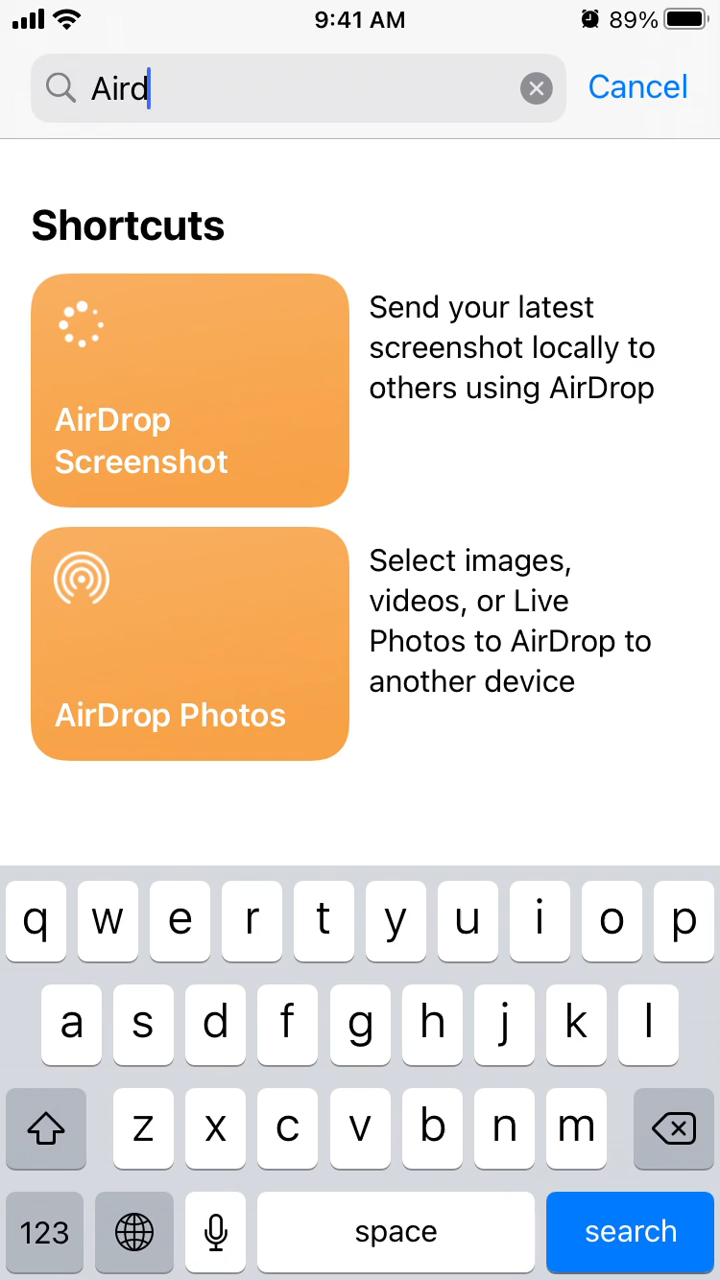 9:41 AM 89%
Aird Cancel
Shortcuts
AirDrop
Screenshot
Send your latest
screenshot locally to
others using AirDrop
AirDrop Photos
Select images,
videos, or Live
Photos to AirDrop to
another device
q w e r t y u i o p
a s d f g h j k l
z x c v b n m
123 space search